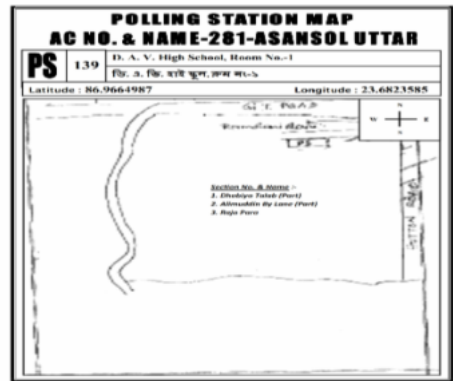 POLLING STATION MAP
AC NO. & NAME-281-ASANSOL UTTAR
PS
139
D. A. V. High School, Room No.-1
ডি. এ. ভি. হাই স্কুল, রুম নং-১
Latitude : 86.9664987
Longitude : 23.6823585
G. T. ROAD
N
W
E
S
PS-1
Section No. & Name :-
1. Dhobiya Talab (Part)
2. Alimuddin By Lane (Part)
3. Raja Para